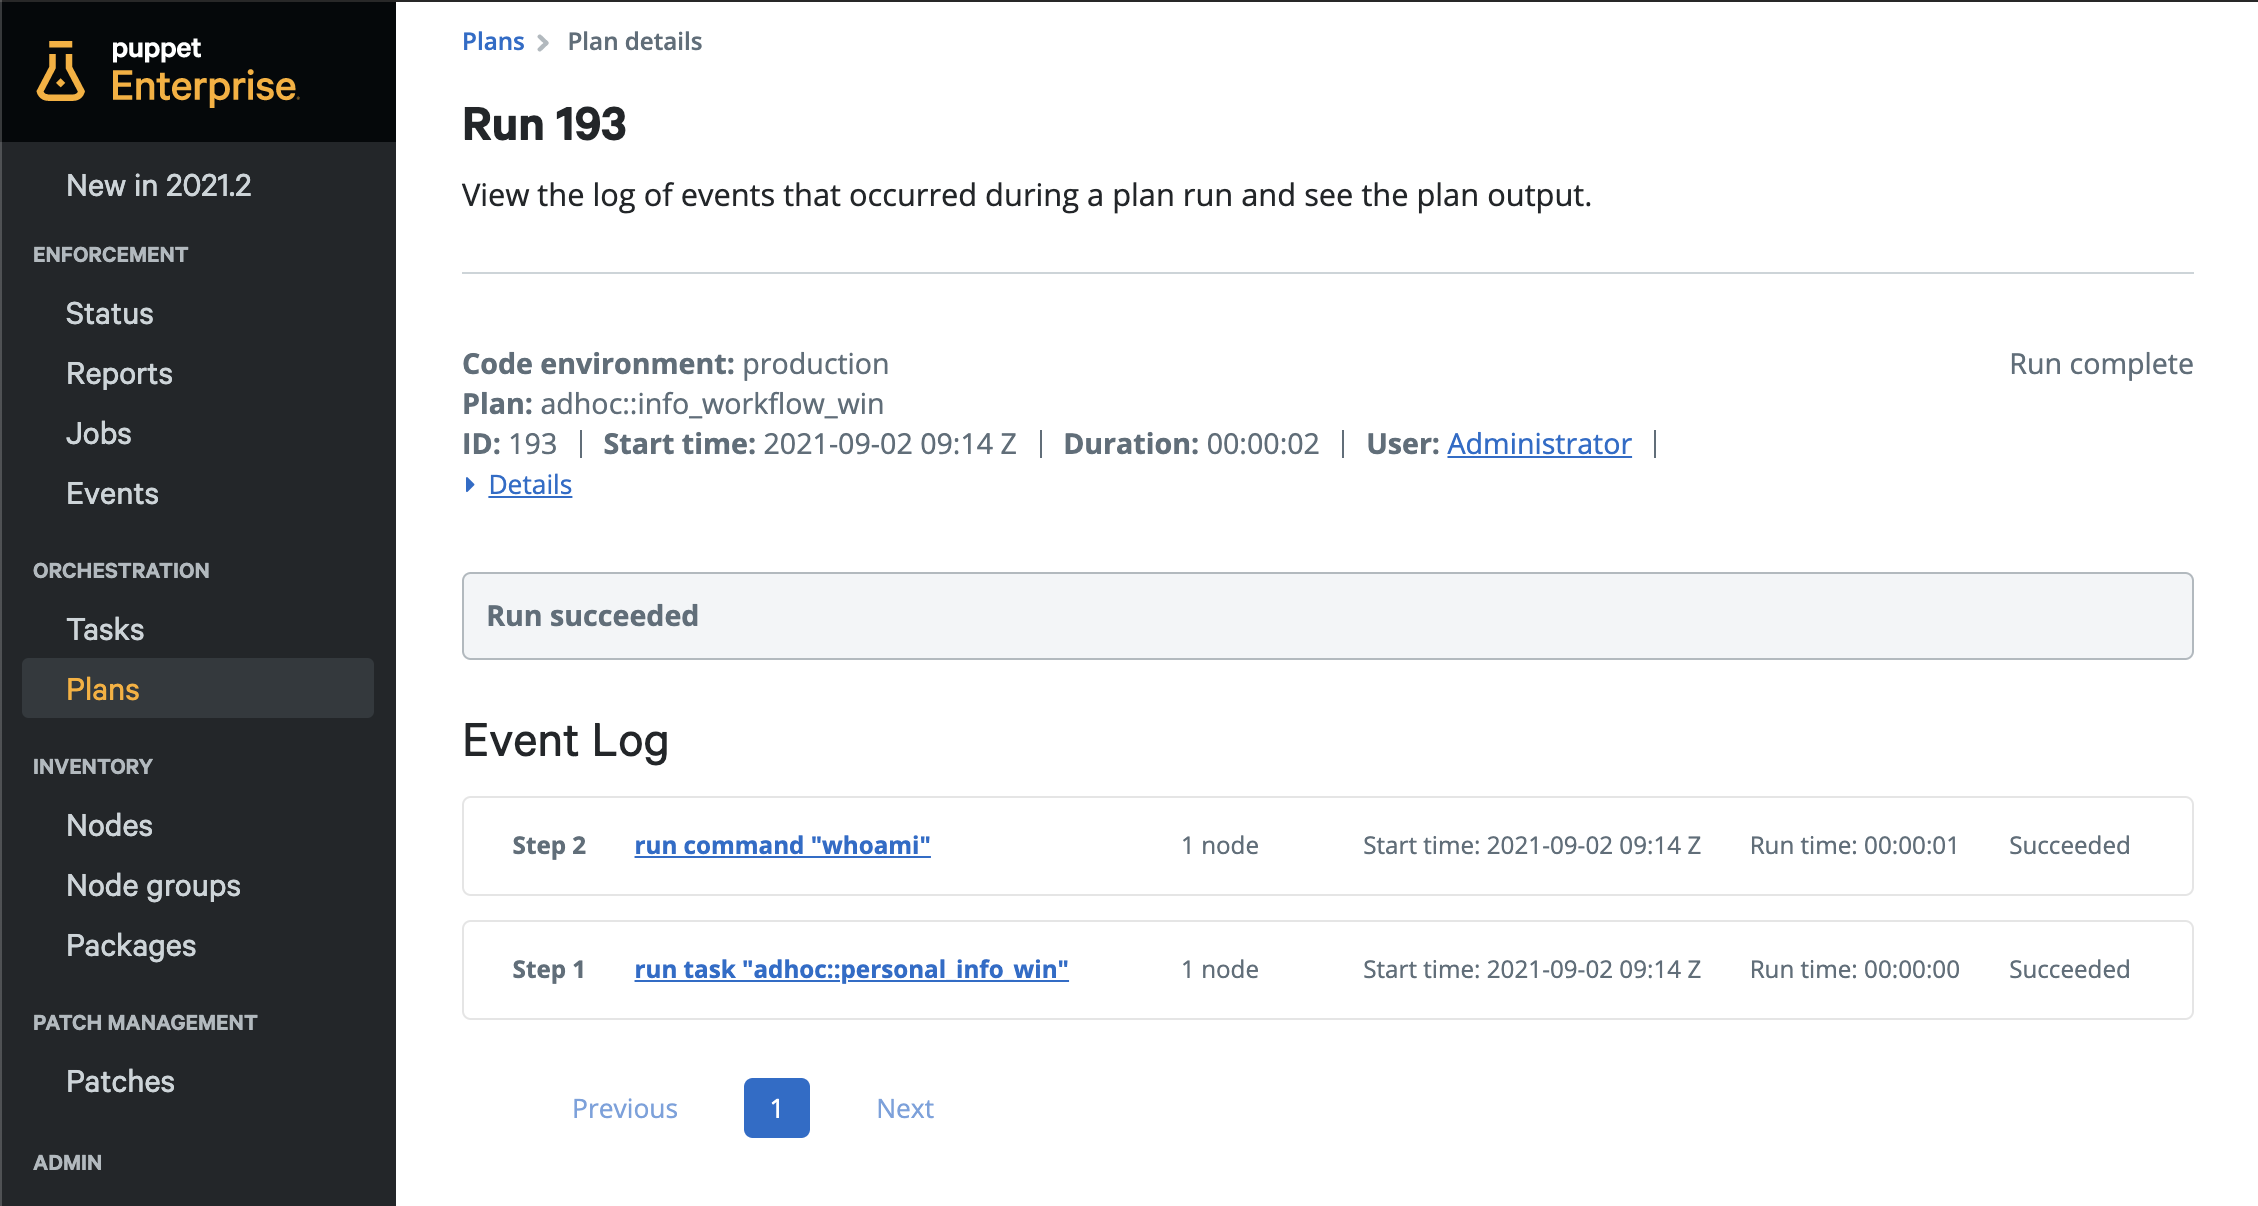 puppet
Enterprise.
New in 2021.2
ENFORCEMENT
Status
Reports
Jobs
Events
ORCHESTRATION
Tasks
Plans
INVENTORY
Nodes
Node groups
Packages
PATCH MANAGEMENT
Patches
ADMIN
Plans > Plan details
Run 193
View the log of events that occurred during a plan run and see the plan output.
Code environment: production
Run complete
Plan: adhoc::info_workflow_win
ID: 193 | Start time: 2021-09-02 09:14 Z | Duration: 00:00:02 | User: Administrator |
Details
Run succeeded
Event Log
Step 2 run command "whoami" 1 node Start time: 2021-09-02 09:14 Z Run time: 00:00:01 Succeeded
Step 1 run task "adhoc::personal_info_win" 1 node Start time: 2021-09-02 09:14 Z Run time: 00:00:00 Succeeded
Previous 1 Next